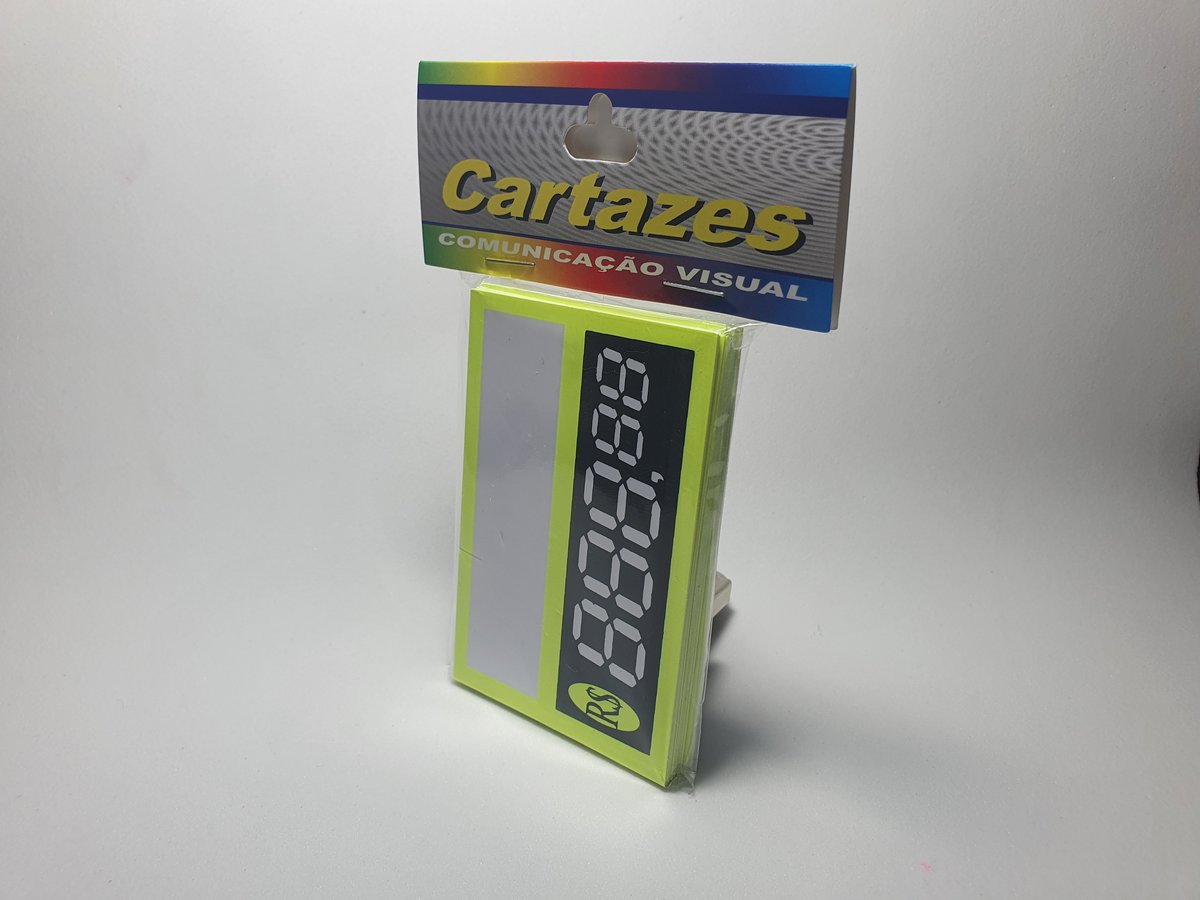 Cartazes
COMUNICAÇÃO VISUAL
R$ 888,88